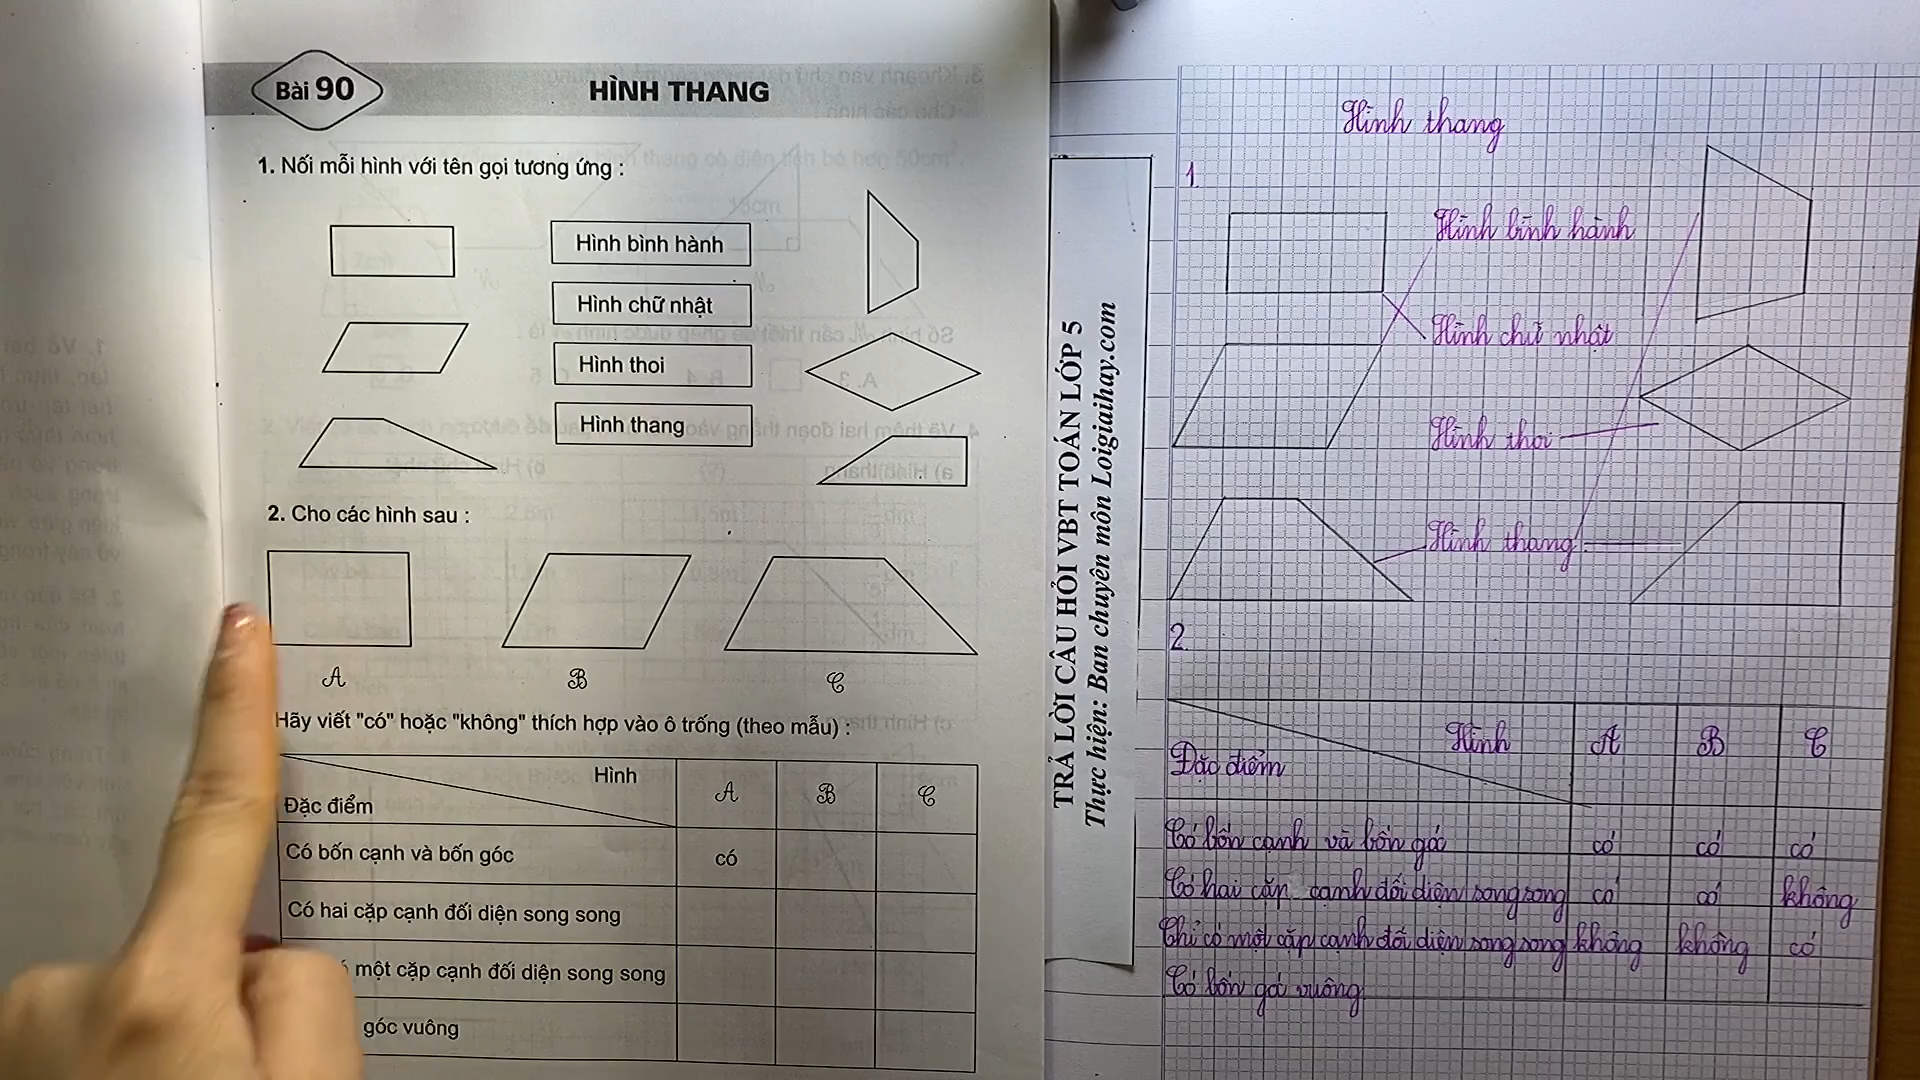 Bài 90
HÌNH THANG
1. Nối mỗi hình với tên gọi tương ứng :
Hình bình hành
Hình chữ nhật
Hình thoi
Hình thang
2. Cho các hình sau :
A B C
Hãy viết "có" hoặc "không" thích hợp vào ô trống (theo mẫu) :
Hình A B C
Đặc điểm
Có bốn cạnh và bốn góc có
Có hai cặp cạnh đối diện song song
một cặp cạnh đối diện song song
góc vuông
TRẢ LỜI CÂU HỎI VBT TOÁN LỚP 5
Thực hiện: Ban chuyên môn Loigiaihay.com
Hình thang
1.
Hình bình hành
Hình chữ nhật
Hình thoi
Hình thang
2.
Hình A B C
Đặc điểm
Có bốn cạnh và bốn góc có có có
Có hai cặp cạnh đối diện song song có có không
Chỉ có một cặp cạnh đối diện song song không không có
Có bốn góc vuông